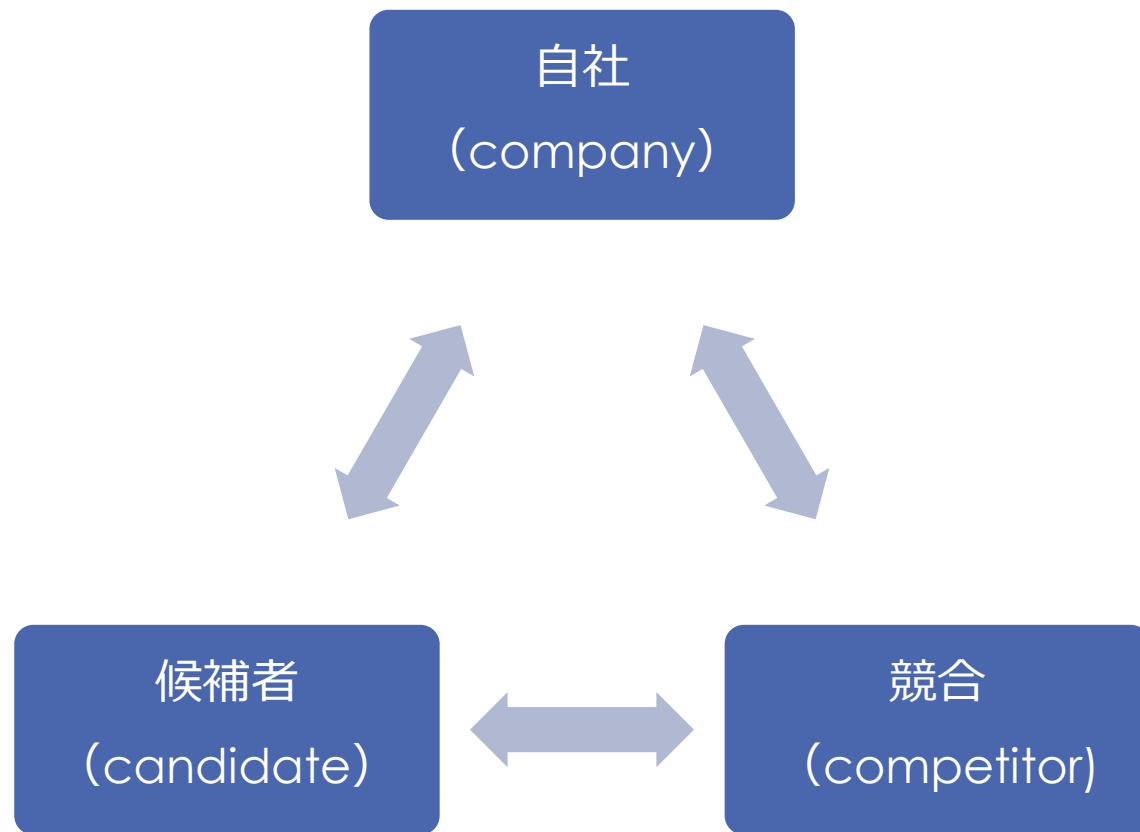 自社
（company）
候補者
（candidate）
競合
（competitor)